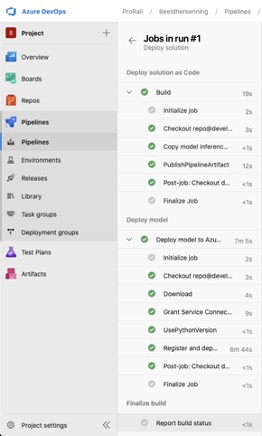 Azure DevOps
ProRail / Beeldherkenning / Pipelines /
Project
Overview
Boards
Repos
Pipelines
Pipelines
Environments
Releases
Library
Task groups
Deployment groups
Test Plans
Artifacts
Project settings
Jobs in run #1
Deploy solution
Deploy solution as Code
Build 19s
Initialize job 2s
Checkout repo@devel... 3s
Copy model inferenc... <1s
PublishPipelineArtifact 12s
Post-job: Checkout d... <1s
Finalize Job <1s
Deploy model
Deploy model to Azu... 7m 5s
Initialize job 2s
Checkout repo@devel... 3s
Download 4s
Grant Service Connec... 9s
UsePythonVersion <1s
Register and dep... 6m 44s
Post-job: Checkout d... <1s
Finalize Job <1s
Finalize build
Report build status <1s